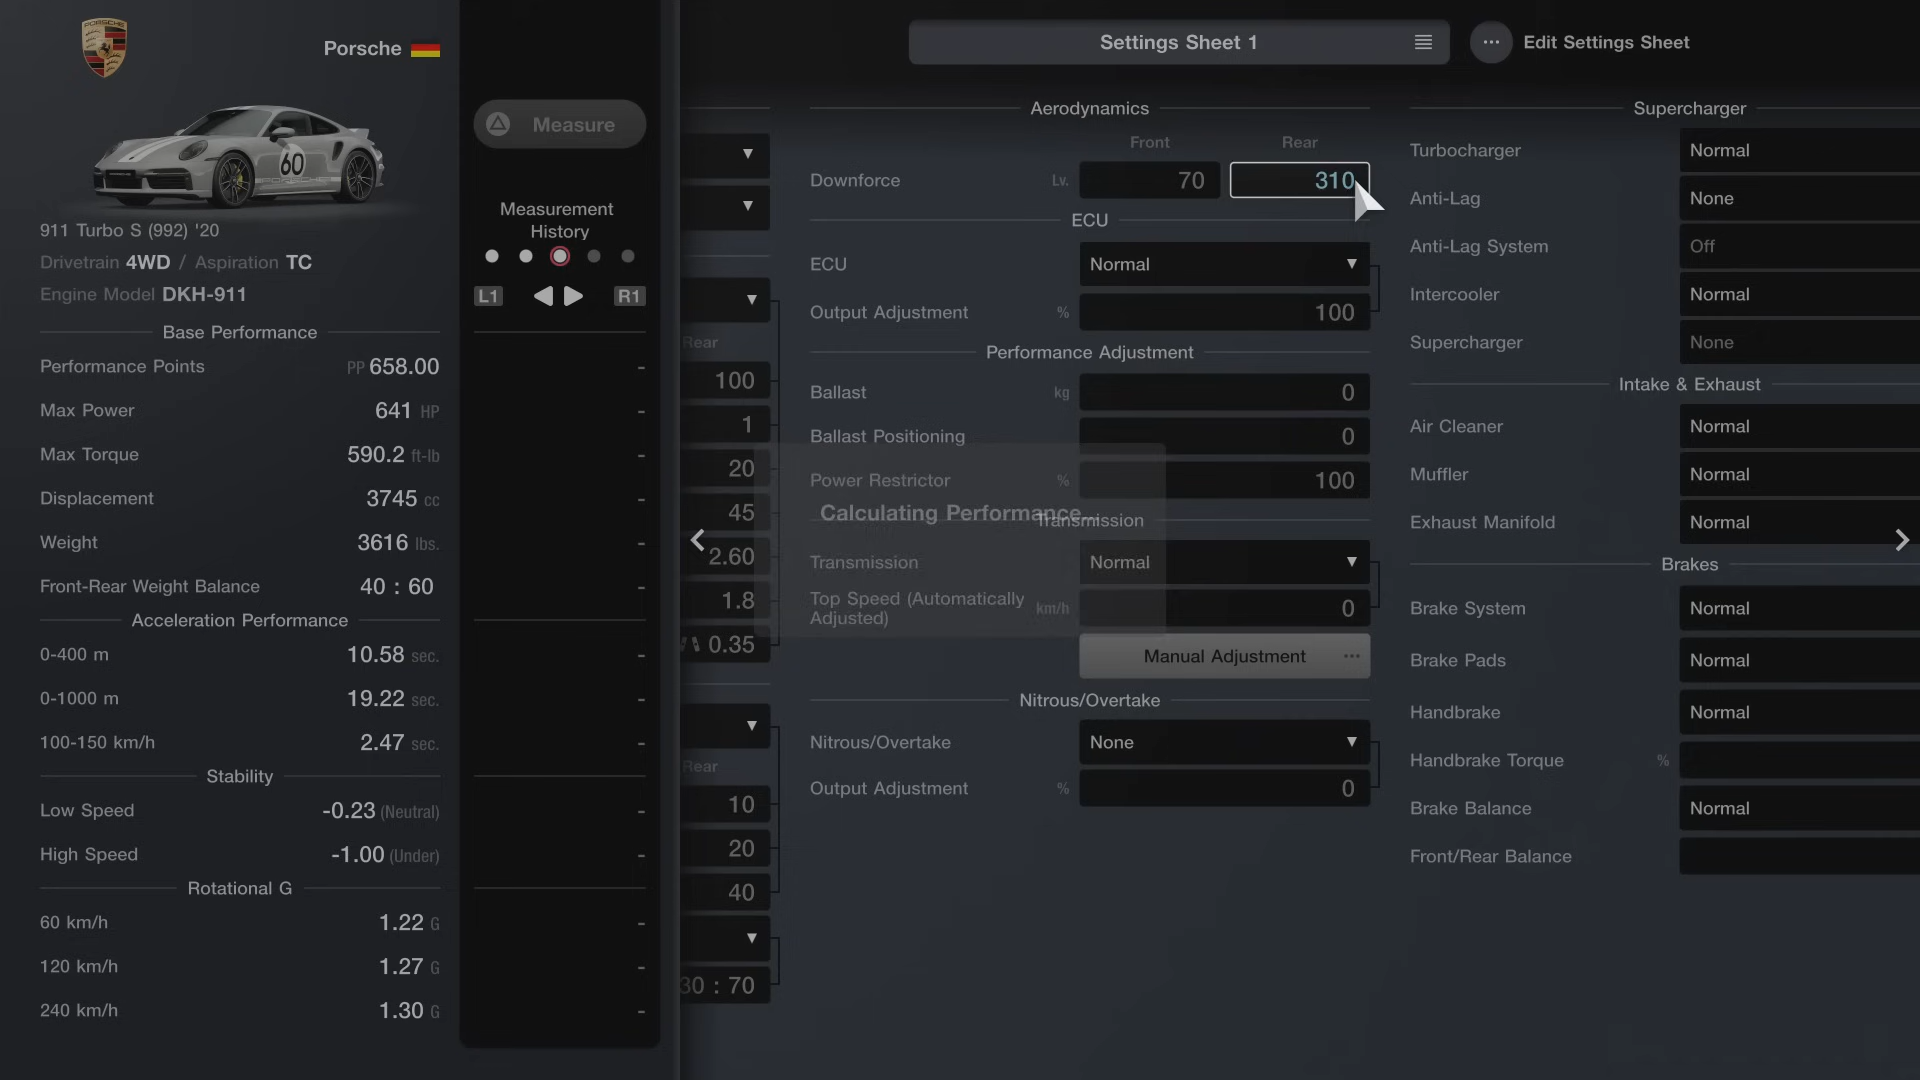 Porsche
60
911 Turbo S (992) '20
Drivetrain 4WD / Aspiration TC
Engine Model DKH-911
Base Performance
Performance Points PP 658.00
Max Power 641 HP
Max Torque 590.2 ft-lb
Displacement 3745 cc
Weight 3616 lbs.
Front-Rear Weight Balance 40 : 60
Acceleration Performance
0-400 m 10.58 sec.
0-1000 m 19.22 sec.
100-150 km/h 2.47 sec.
Stability
Low Speed -0.23 (Neutral)
High Speed -1.00 (Under)
Rotational G
60 km/h 1.22 G
120 km/h 1.27 G
240 km/h 1.30 G
Measure
Measurement
History
L1 R1
-
-
-
-
-
-
-
-
-
-
-
-
-
-
Rear
100
1
20
45
2.60
1.8
0.35
Rear
10
20
40
30 : 70
Settings Sheet 1
Edit Settings Sheet
Aerodynamics
Front Rear
Downforce Lv. 70 310
ECU
ECU Normal
Output Adjustment % 100
Performance Adjustment
Ballast kg 0
Ballast Positioning 0
Power Restrictor % 100
Calculating Performance...
Transmission
Transmission Normal
Top Speed (Automatically
Adjusted) km/h 0
Manual Adjustment
Nitrous/Overtake
Nitrous/Overtake None
Output Adjustment % 0
Supercharger
Turbocharger Normal
Anti-Lag None
Anti-Lag System Off
Intercooler Normal
Supercharger None
Intake & Exhaust
Air Cleaner Normal
Muffler Normal
Exhaust Manifold Normal
Brakes
Brake System Normal
Brake Pads Normal
Handbrake Normal
Handbrake Torque %
Brake Balance Normal
Front/Rear Balance